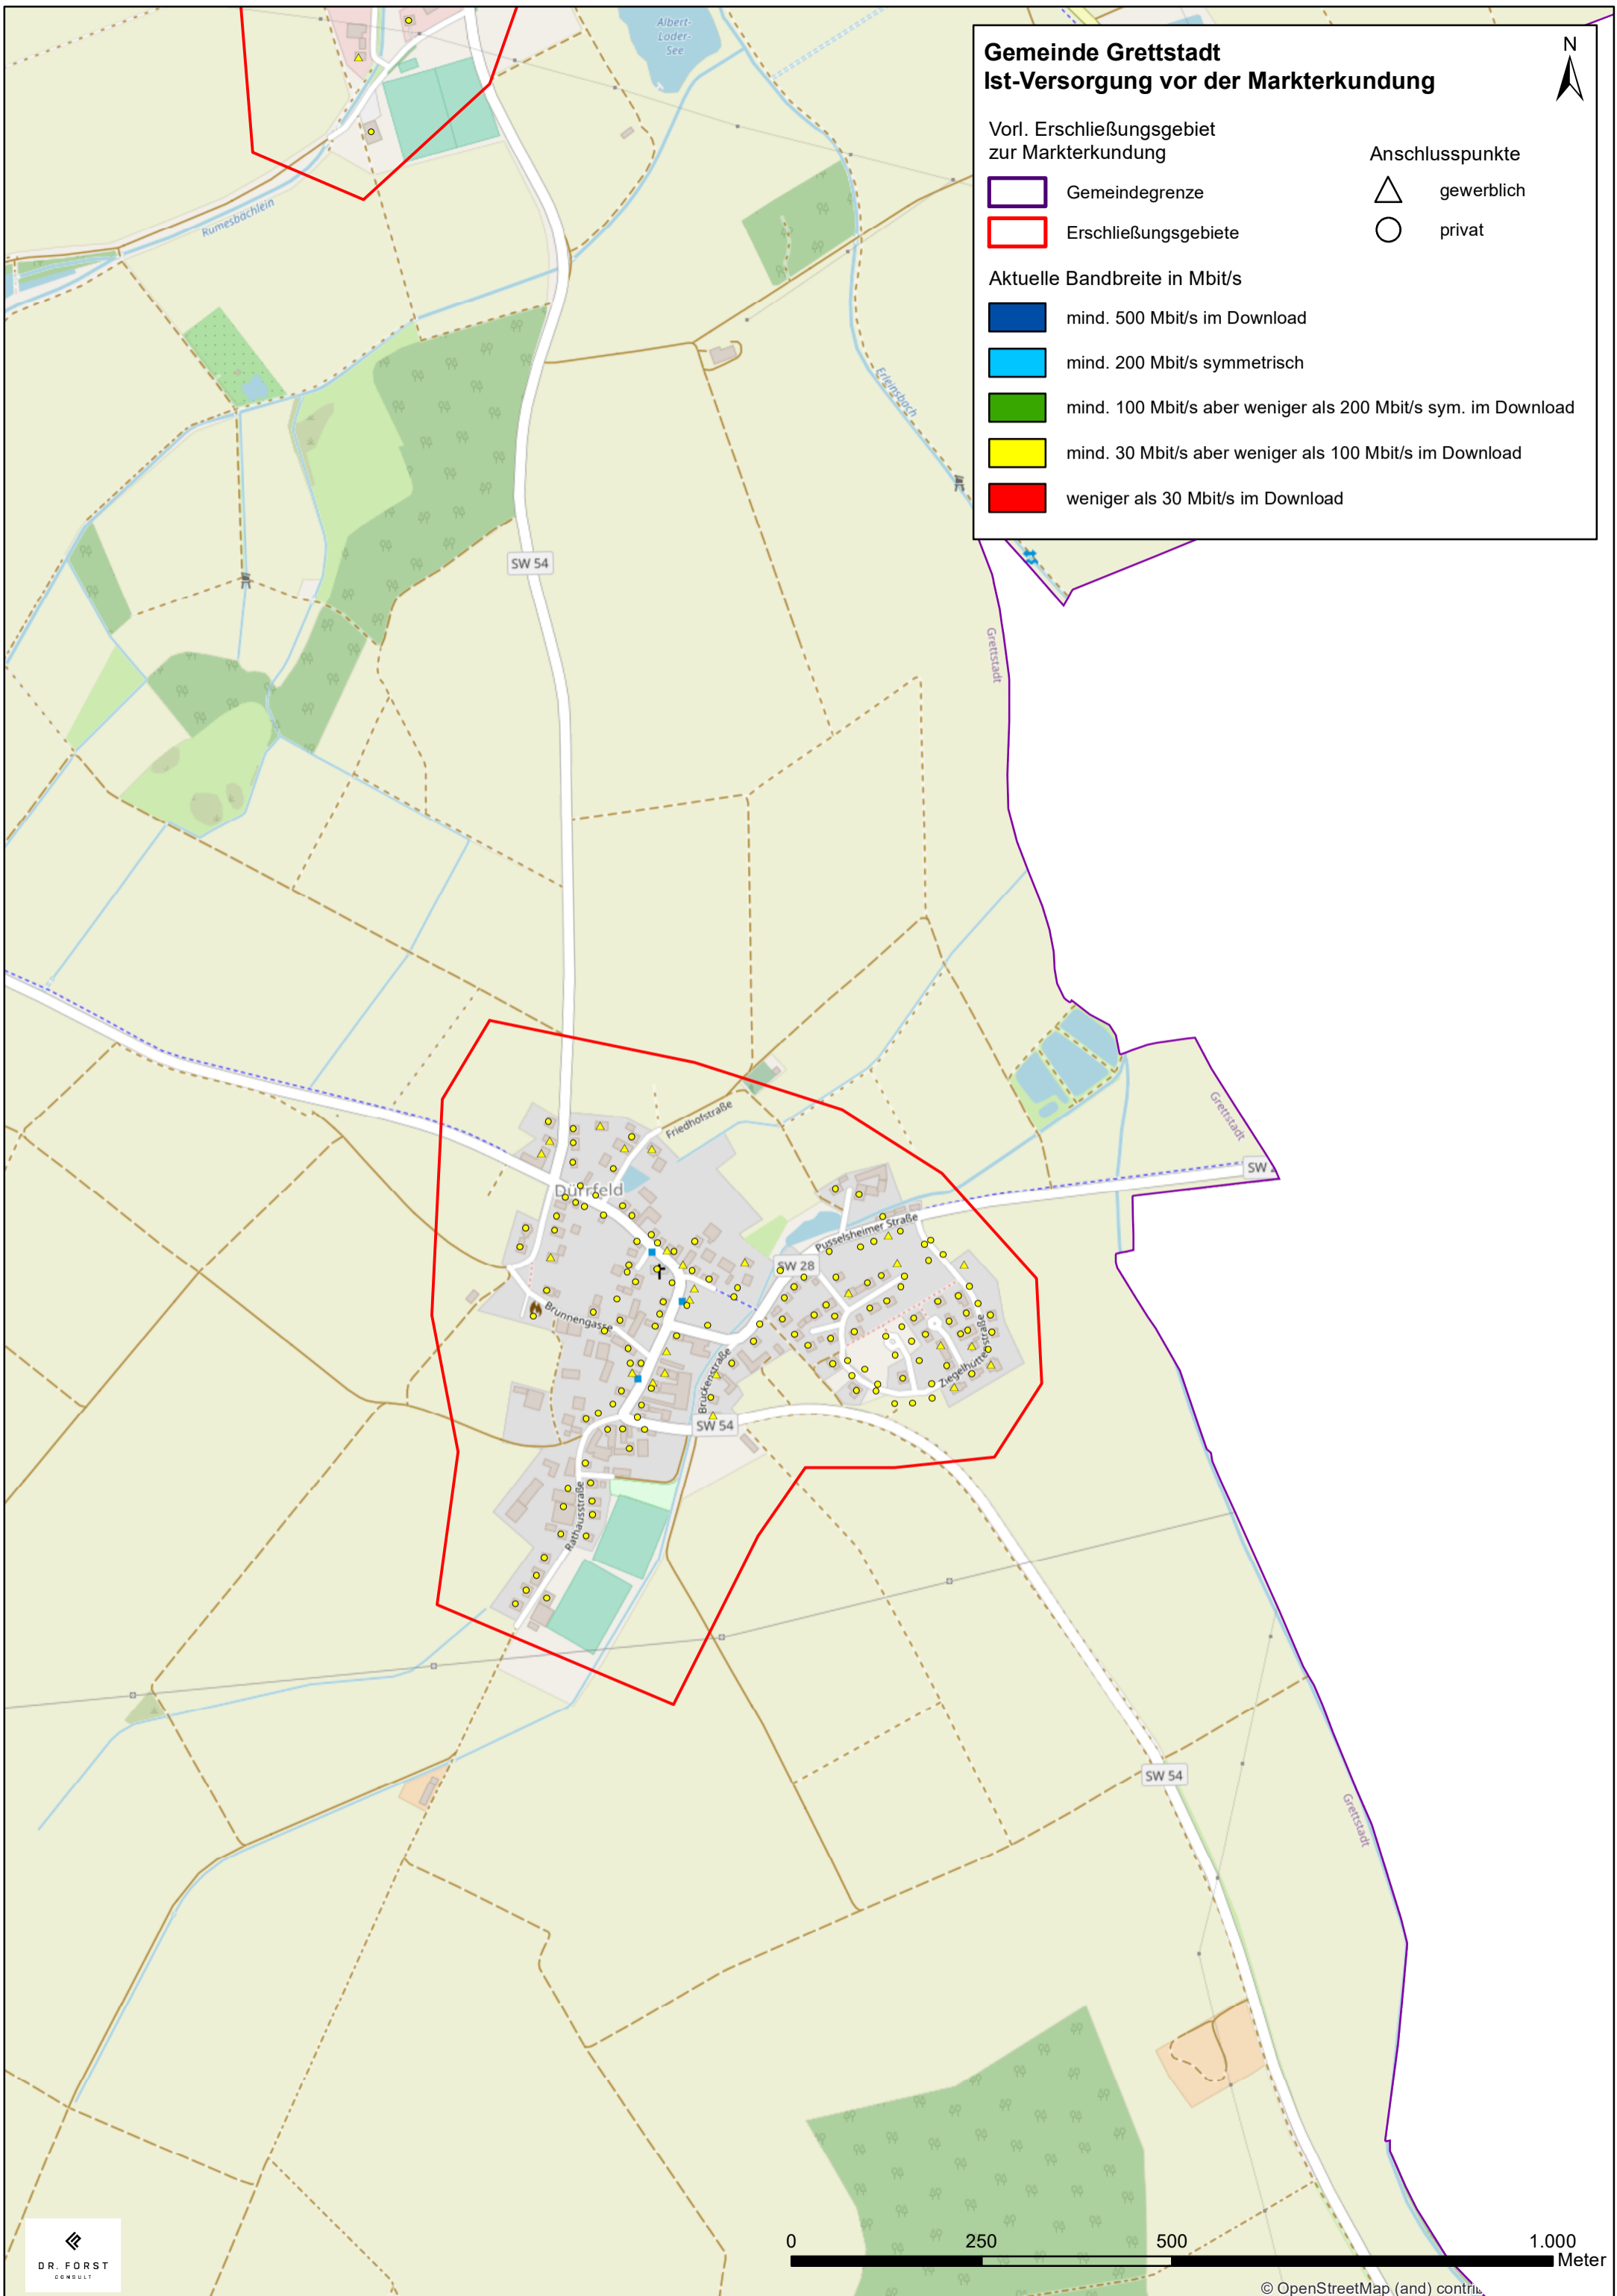 Gemeinde Grettstadt
Ist-Versorgung vor der Markterkundung
N
Vorl. Erschließungsgebiet
zur Markterkundung
Gemeindegrenze
Erschließungsgebiete
Anschlusspunkte
gewerblich
privat
Aktuelle Bandbreite in Mbit/s
mind. 500 Mbit/s im Download
mind. 200 Mbit/s symmetrisch
mind. 100 Mbit/s aber weniger als 200 Mbit/s sym. im Download
mind. 30 Mbit/s aber weniger als 100 Mbit/s im Download
weniger als 30 Mbit/s im Download
Albert-
Loder-
See
Rumesbächlein
Erleinsbach
SW 54
Grettstadt
Grettstadt
Friedhofstraße
SW
Dürrfeld
Pusselsheimer Straße
SW 28
Brunnengasse
Brückenstraße
Ziegelhüttestraße
SW 54
Rathausstraße
SW 54
Grettstadt
0 250 500 1.000
Meter
DR. FÖRST
CONSULT
© OpenStreetMap (and) contrib